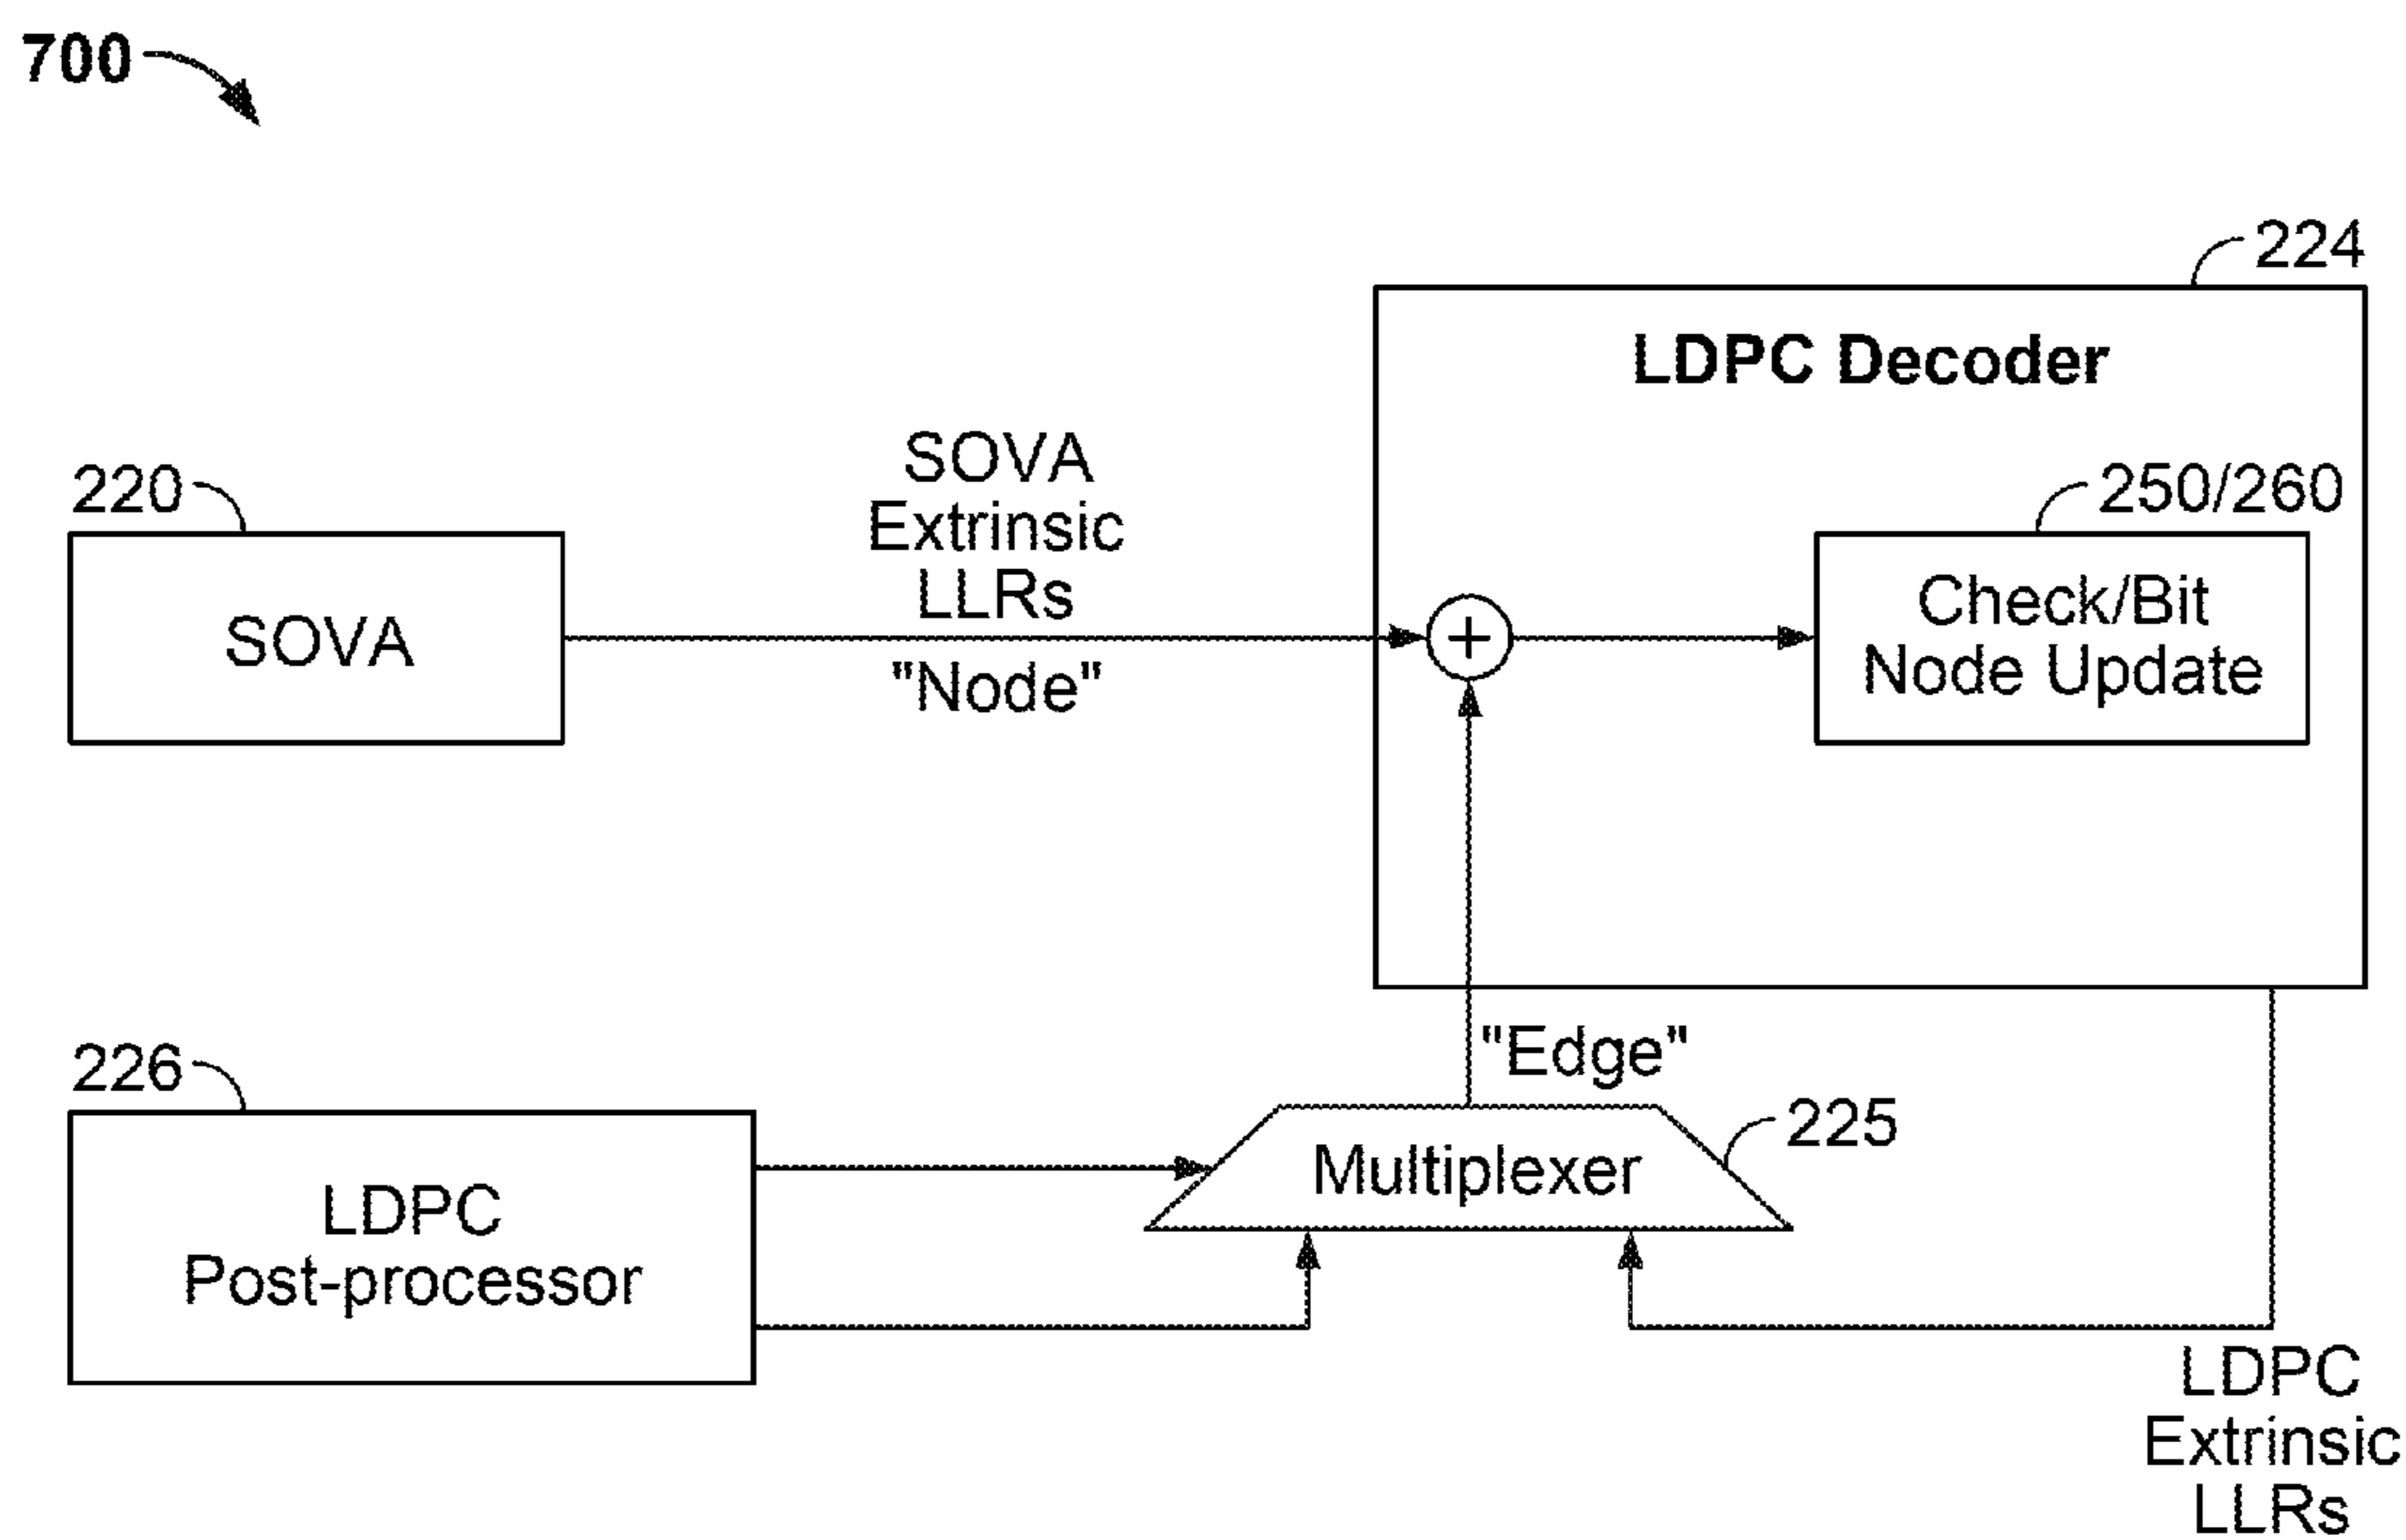 700
224
LDPC Decoder
SOVA
Extrinsic
LLRs
"Node"
220
SOVA
250/260
Check/Bit
Node Update
"Edge"
226
LDPC
Post-processor
225
Multiplexer
LDPC
Extrinsic
LLRs